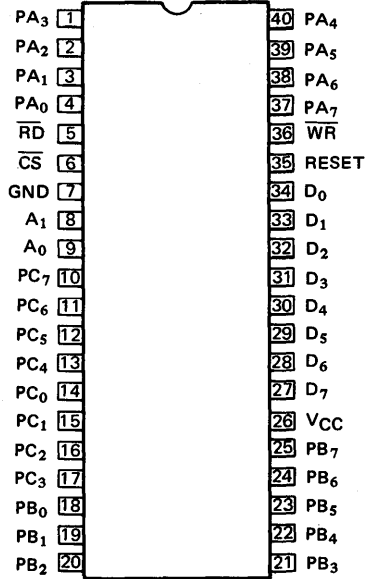 PA₃ 1 40 PA₄
PA₂ 2 39 PA₅
PA₁ 3 38 PA₆
PA₀ 4 37 PA₇
R̅D̅ 5 36 W̅R̅
C̅S̅ 6 35 RESET
GND 7 34 D₀
A₁ 8 33 D₁
A₀ 9 32 D₂
PC₇ 10 31 D₃
PC₆ 11 30 D₄
PC₅ 12 29 D₅
PC₄ 13 28 D₆
PC₀ 14 27 D₇
PC₁ 15 26 VCC
PC₂ 16 25 PB₇
PC₃ 17 24 PB₆
PB₀ 18 23 PB₅
PB₁ 19 22 PB₄
PB₂ 20 21 PB₃